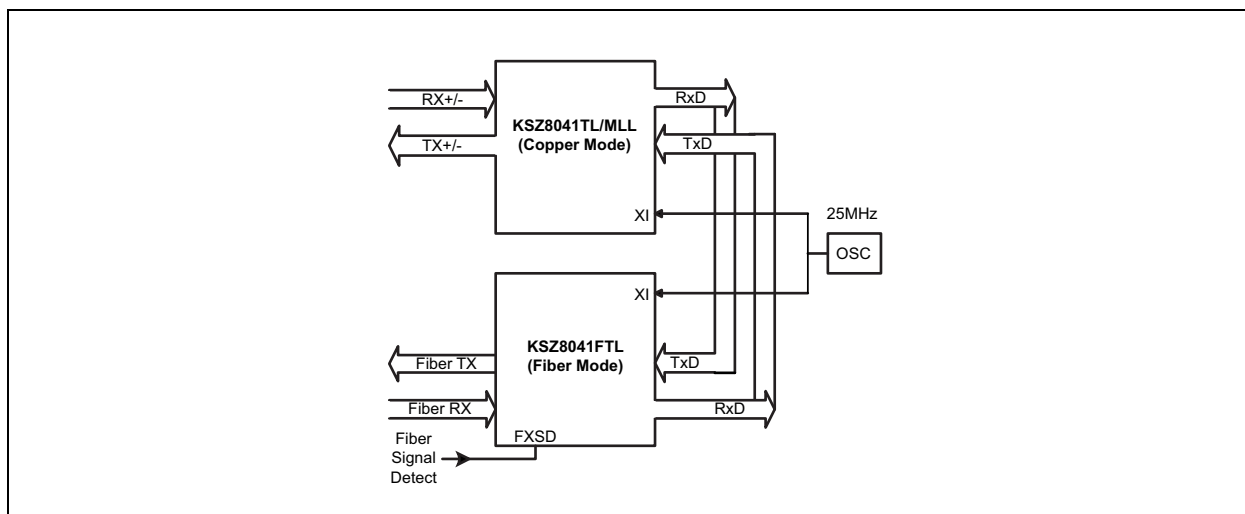 RX+/-
RxD
KSZ8041TL/MLL
(Copper Mode)
TX+/-
TxD
XI
25MHz
OSC
XI
KSZ8041FTL
(Fiber Mode)
Fiber TX
TxD
Fiber RX
RxD
FXSD
Fiber
Signal
Detect